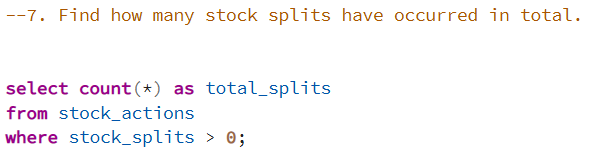 --7. Find how many stock splits have occurred in total.
select count(*) as total_splits
from stock_actions
where stock_splits > 0;